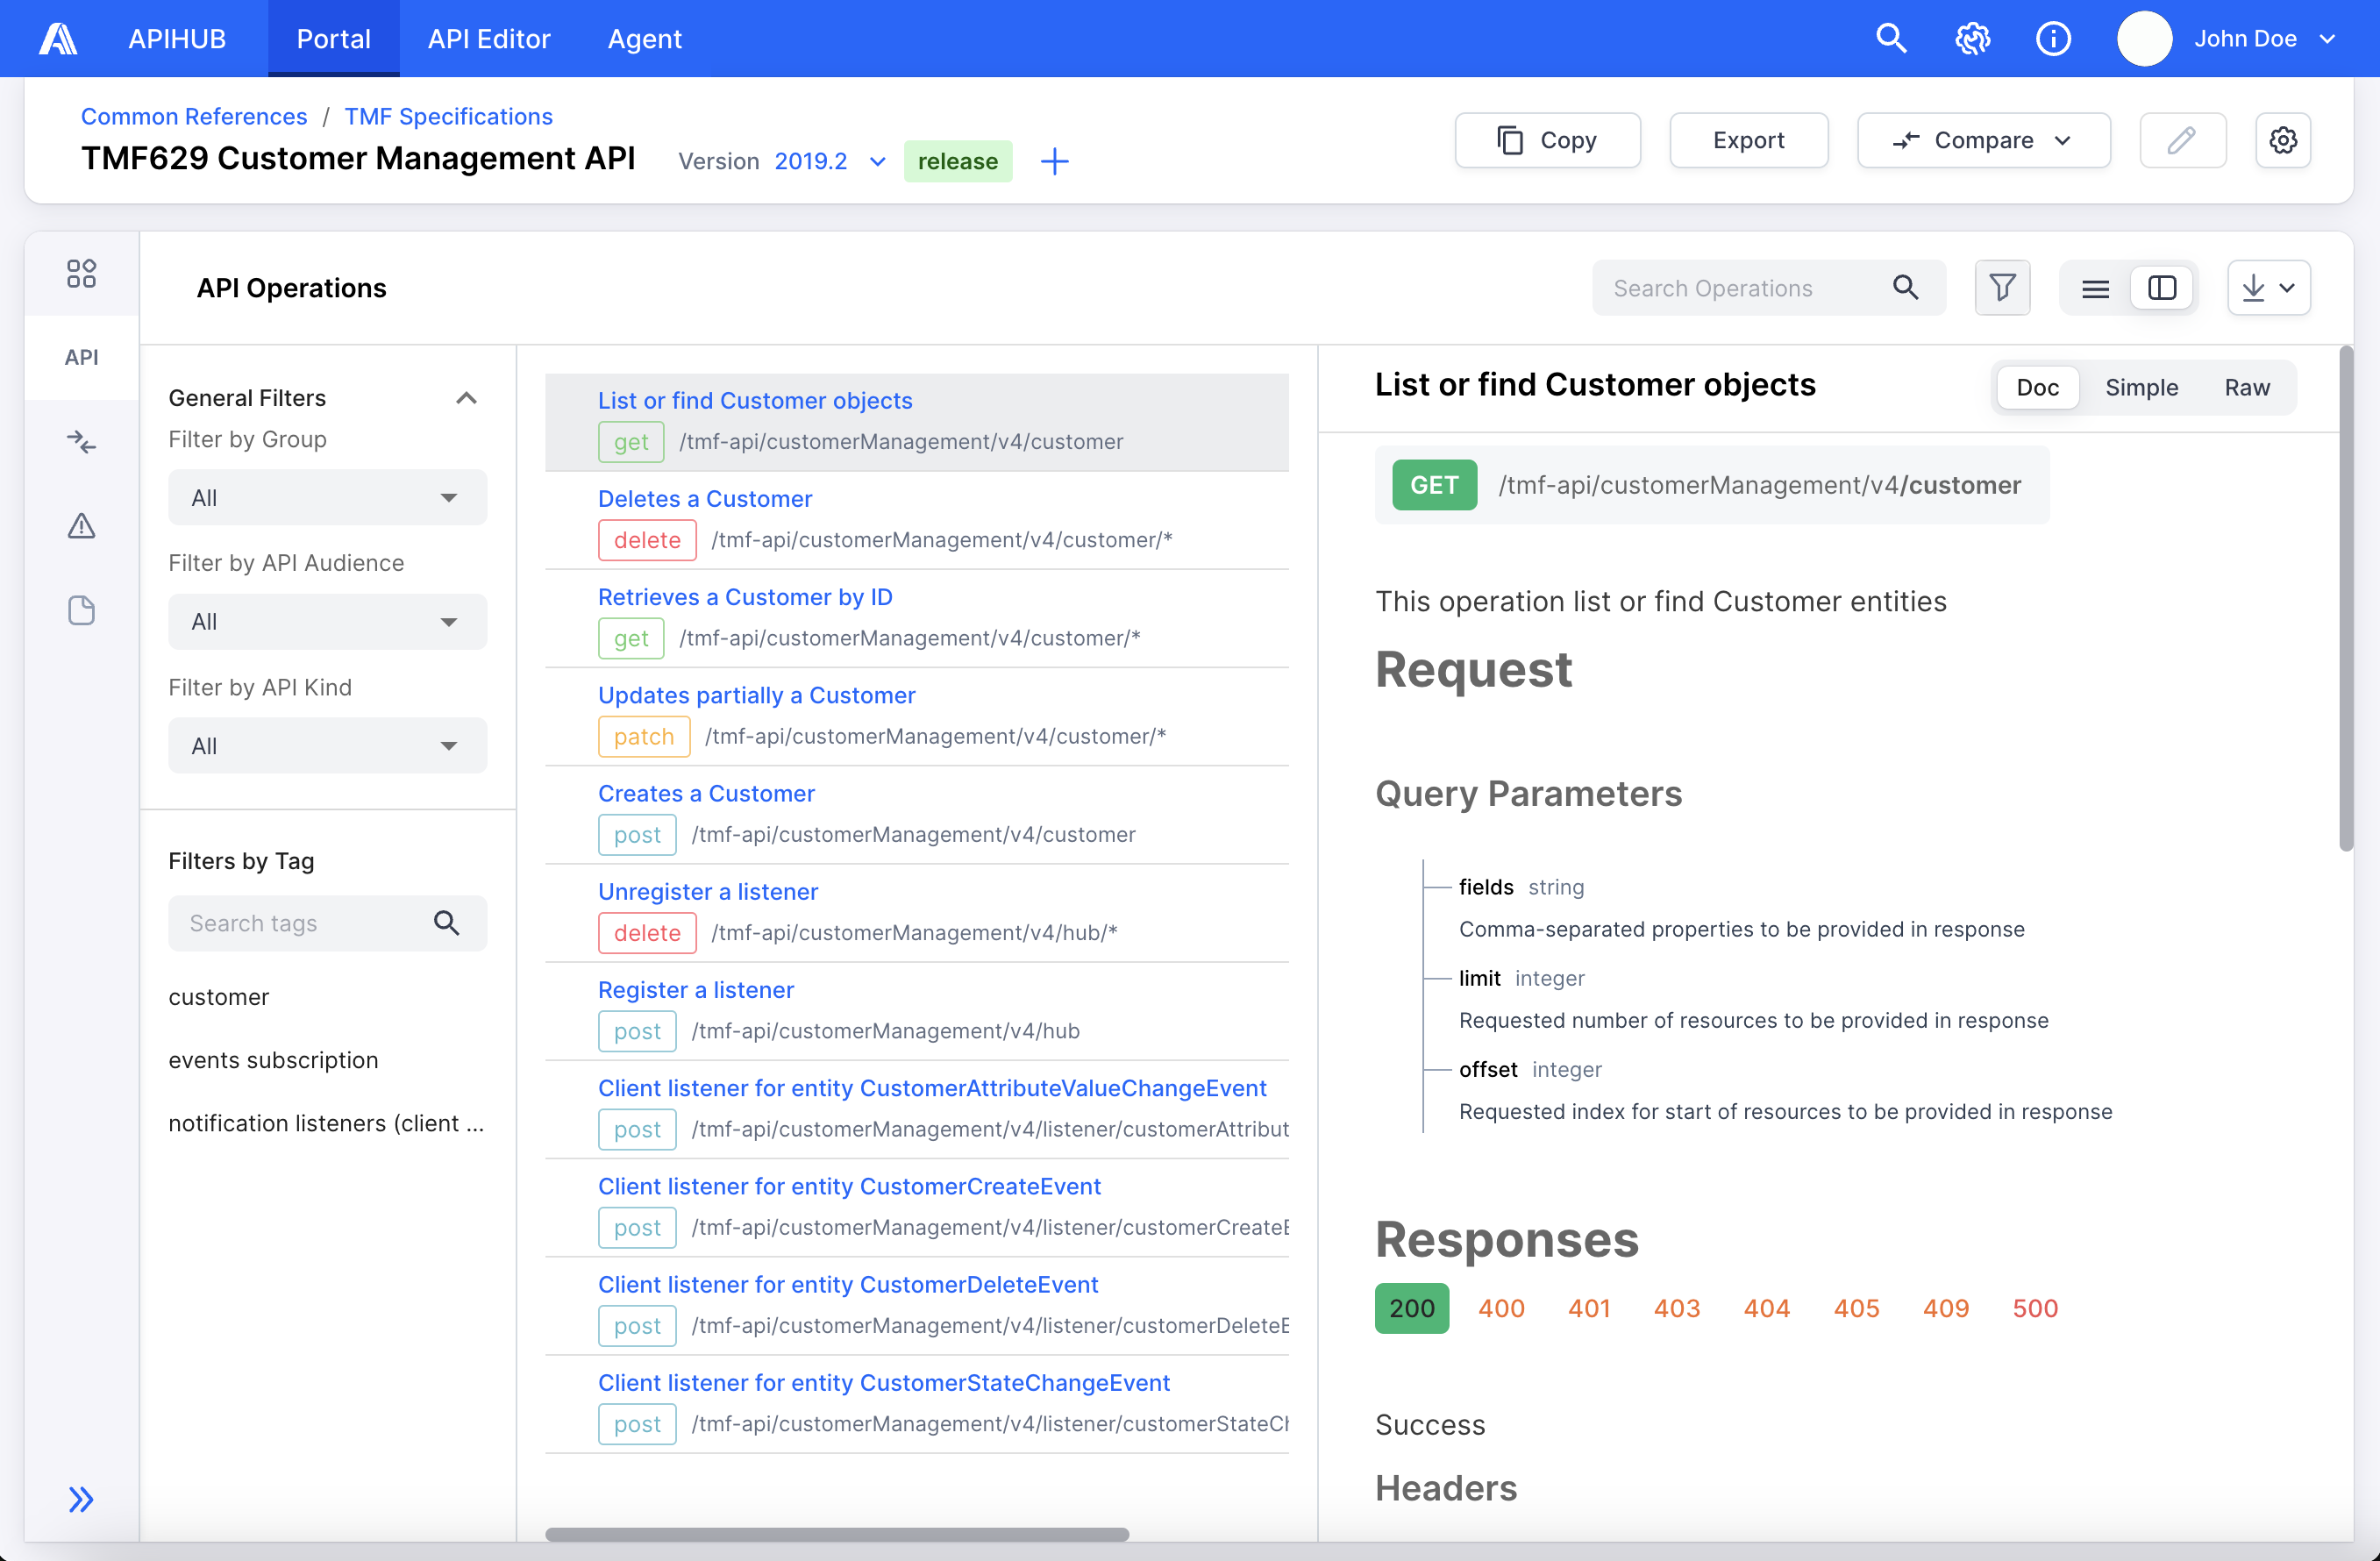 APIHUB
Portal
API Editor
Agent
John Doe
Common References / TMF Specifications
TMF629 Customer Management API
Version 2019.2
release
Copy
Export
Compare
API Operations
Search Operations
API
General Filters
Filter by Group
All
Filter by API Audience
All
Filter by API Kind
All
Filters by Tag
Search tags
customer
events subscription
notification listeners (client ...
List or find Customer objects
get /tmf-api/customerManagement/v4/customer
Deletes a Customer
delete /tmf-api/customerManagement/v4/customer/*
Retrieves a Customer by ID
get /tmf-api/customerManagement/v4/customer/*
Updates partially a Customer
patch /tmf-api/customerManagement/v4/customer/*
Creates a Customer
post /tmf-api/customerManagement/v4/customer
Unregister a listener
delete /tmf-api/customerManagement/v4/hub/*
Register a listener
post /tmf-api/customerManagement/v4/hub
Client listener for entity CustomerAttributeValueChangeEvent
post /tmf-api/customerManagement/v4/listener/customerAttribut
Client listener for entity CustomerCreateEvent
post /tmf-api/customerManagement/v4/listener/customerCreateE
Client listener for entity CustomerDeleteEvent
post /tmf-api/customerManagement/v4/listener/customerDeleteE
Client listener for entity CustomerStateChangeEvent
post /tmf-api/customerManagement/v4/listener/customerStateCh
List or find Customer objects
Doc
Simple
Raw
GET /tmf-api/customerManagement/v4/customer
This operation list or find Customer entities
Request
Query Parameters
fields string
Comma-separated properties to be provided in response
limit integer
Requested number of resources to be provided in response
offset integer
Requested index for start of resources to be provided in response
Responses
200 400 401 403 404 405 409 500
Success
Headers